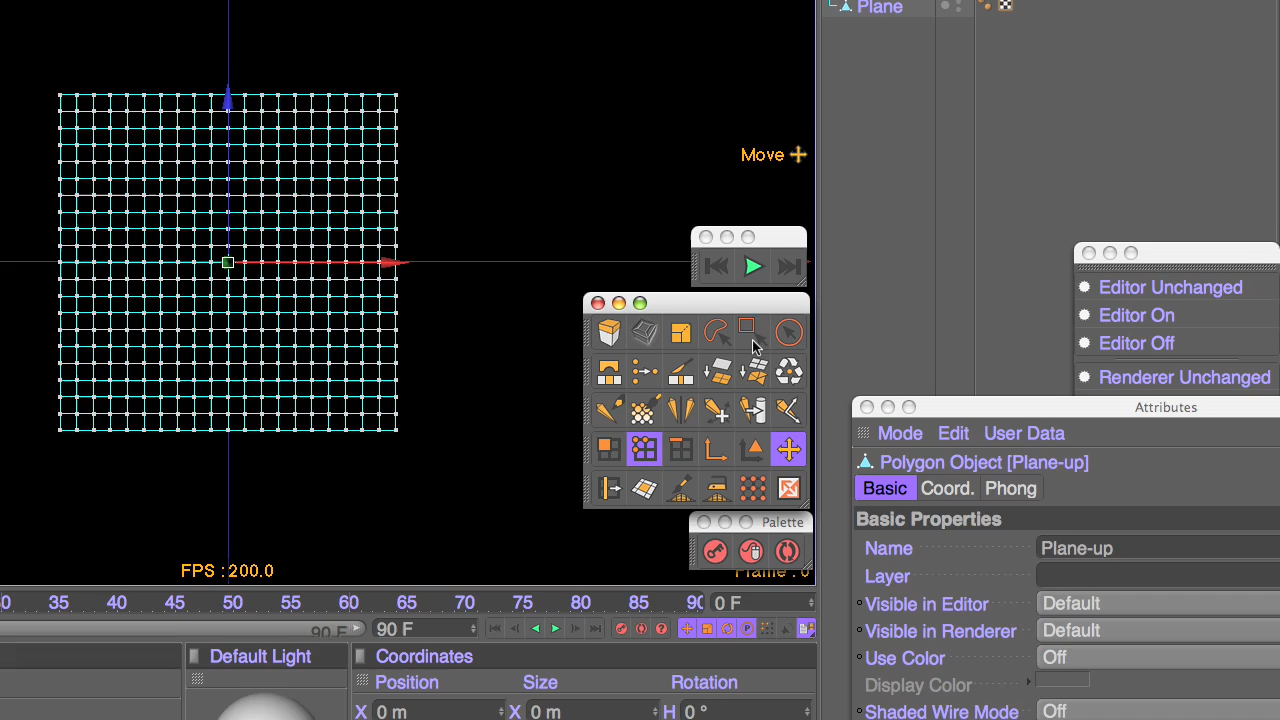 Plane
Move
Editor Unchanged
Editor On
Editor Off
Renderer Unchanged
Attributes
Mode Edit User Data
Polygon Object [Plane-up]
Basic Coord. Phong
Basic Properties
Name Plane-up
Layer
Visible in Editor Default
Visible in Renderer Default
Use Color Off
Display Color
Shaded Wire Mode Off
Palette
FPS : 200.0
0 35 40 45 50 55 60 65 70 75 80 85 90 0 F
90 F 90 F
Default Light Coordinates
Position Size Rotation
X 0 m X 0 m H 0 °